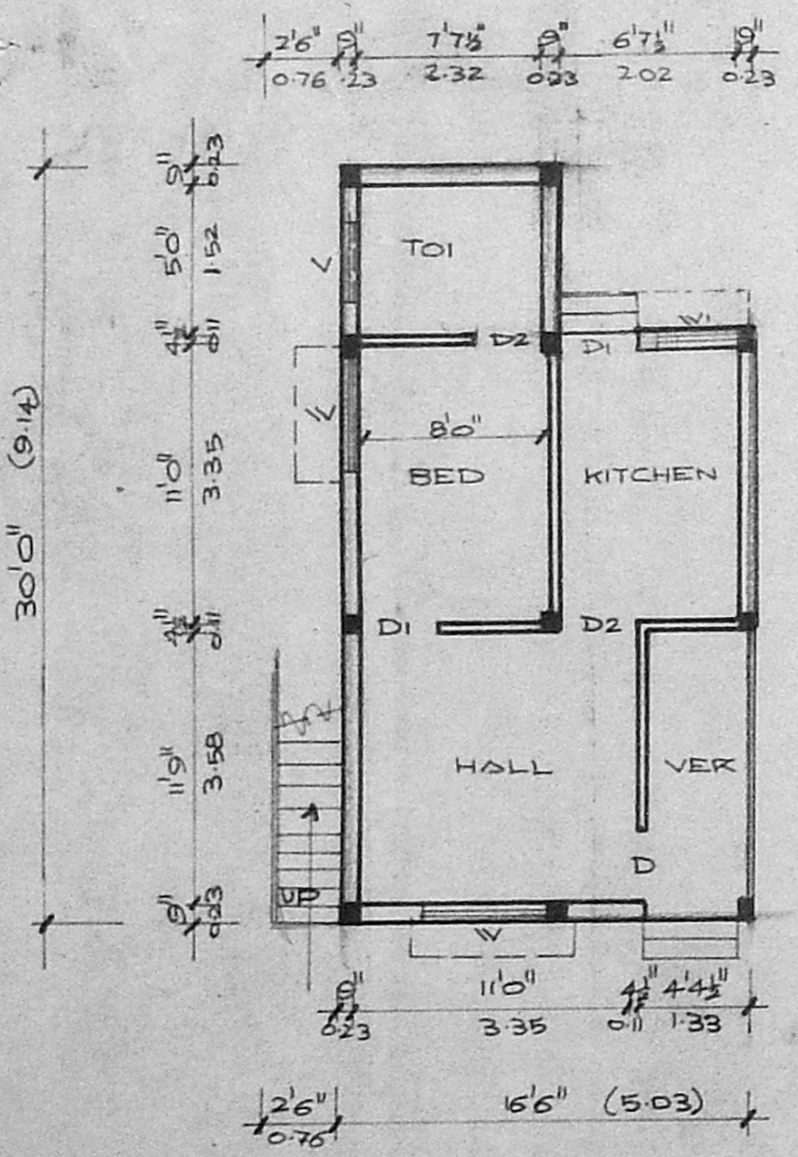 2'6" 9" 7'7½" 9" 6'7½" 9"
0.76 .23 2.32 0.23 2.02 0.23
9" 0.23
5'0" 1.52
4½" 0.11
11'0" 3.35
4½" 0.11
11'9" 3.58
9" 0.23
30'0" (9.14)
TOI
V
D2 D1 W1
W
8'0"
BED KITCHEN
D1 D2
HALL VER
D
UP
W
9" 11'0" 4½" 4'4½"
0.23 3.35 0.11 1.33
2'6" 16'6" (5.03)
0.76